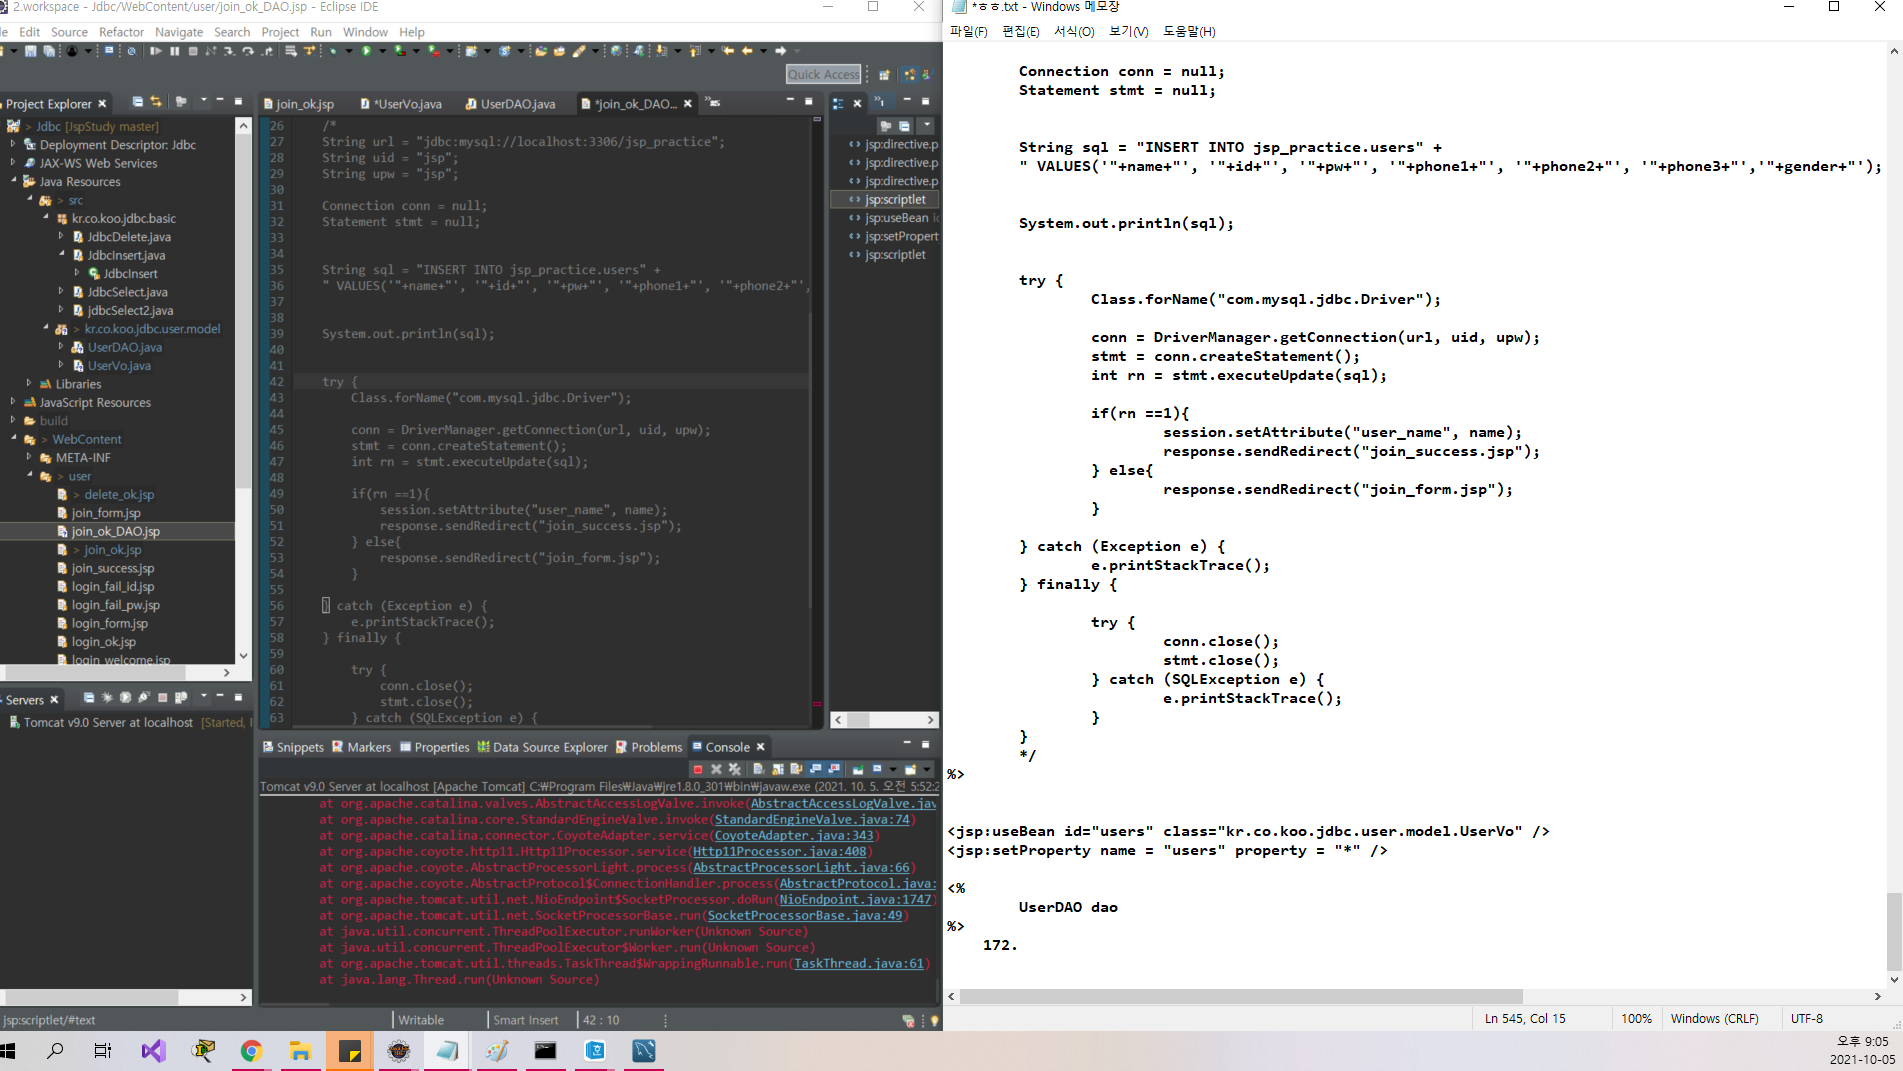 2.workspace - Jdbc/WebContent/user/join_ok_DAO.jsp - Eclipse IDE
Edit Source Refactor Navigate Search Project Run Window Help
Quick Access
Project Explorer
> Jdbc [JspStudy master]
Deployment Descriptor: Jdbc
JAX-WS Web Services
Java Resources
> src
kr.co.koo.jdbc.basic
JdbcDelete.java
JdbcInsert.java
JdbcInsert
JdbcSelect.java
JdbcSelect2.java
> kr.co.koo.jdbc.user.model
UserDAO.java
UserVo.java
Libraries
JavaScript Resources
build
> WebContent
META-INF
> user
> delete_ok.jsp
join_form.jsp
join_ok_DAO.jsp
> join_ok.jsp
join_success.jsp
login_fail_id.jsp
login_fail_pw.jsp
login_form.jsp
login_ok.jsp
login_welcome.jsp
Servers
Tomcat v9.0 Server at localhost [Started,
join_ok.jsp *UserVo.java UserDAO.java *join_ok_DAO... »25
26 /*
27 String url = "jdbc:mysql://localhost:3306/jsp_practice";
28 String uid = "jsp";
29 String upw = "jsp";
30
31 Connection conn = null;
32 Statement stmt = null;
33
34
35 String sql = "INSERT INTO jsp_practice.users" +
36 " VALUES('"+name+"', '"+id+"', '"+pw+"', '"+phone1+"', '"+phone2+"',
37
38
39 System.out.println(sql);
40
41
42 try {
43 Class.forName("com.mysql.jdbc.Driver");
44
45 conn = DriverManager.getConnection(url, uid, upw);
46 stmt = conn.createStatement();
47 int rn = stmt.executeUpdate(sql);
48
49 if(rn ==1){
50 session.setAttribute("user_name", name);
51 response.sendRedirect("join_success.jsp");
52 } else{
53 response.sendRedirect("join_form.jsp");
54 }
55
56 } catch (Exception e) {
57 e.printStackTrace();
58 } finally {
59
60 try {
61 conn.close();
62 stmt.close();
63 } catch (SQLException e) {
»1
jsp:directive.p
jsp:directive.p
jsp:directive.p
jsp:scriptlet
jsp:useBean
jsp:setPropert
jsp:scriptlet
Snippets Markers Properties Data Source Explorer Problems Console
Tomcat v9.0 Server at localhost [Apache Tomcat] C:₩Program Files₩Java₩jre1.8.0_301₩bin₩javaw.exe (2021. 10. 5. 오전 5:52:2
at org.apache.catalina.valves.AbstractAccessLogValve.invoke(AbstractAccessLogValve.jav
at org.apache.catalina.core.StandardEngineValve.invoke(StandardEngineValve.java:74)
at org.apache.catalina.connector.CoyoteAdapter.service(CoyoteAdapter.java:343)
at org.apache.coyote.http11.Http11Processor.service(Http11Processor.java:408)
at org.apache.coyote.AbstractProcessorLight.process(AbstractProcessorLight.java:66)
at org.apache.coyote.AbstractProtocol$ConnectionHandler.process(AbstractProtocol.java:
at org.apache.tomcat.util.net.NioEndpoint$SocketProcessor.doRun(NioEndpoint.java:1747)
at org.apache.tomcat.util.net.SocketProcessorBase.run(SocketProcessorBase.java:49)
at java.util.concurrent.ThreadPoolExecutor.runWorker(Unknown Source)
at java.util.concurrent.ThreadPoolExecutor$Worker.run(Unknown Source)
at org.apache.tomcat.util.threads.TaskThread$WrappingRunnable.run(TaskThread.java:61)
at java.lang.Thread.run(Unknown Source)
jsp:scriptlet/#text Writable Smart Insert 42 : 10
*ㅎㅎ.txt - Windows 메모장
파일(F) 편집(E) 서식(O) 보기(V) 도움말(H)
Connection conn = null;
Statement stmt = null;
String sql = "INSERT INTO jsp_practice.users" +
" VALUES('"+name+"', '"+id+"', '"+pw+"', '"+phone1+"', '"+phone2+"', '"+phone3+"','"+gender+"');
System.out.println(sql);
try {
Class.forName("com.mysql.jdbc.Driver");
conn = DriverManager.getConnection(url, uid, upw);
stmt = conn.createStatement();
int rn = stmt.executeUpdate(sql);
if(rn ==1){
session.setAttribute("user_name", name);
response.sendRedirect("join_success.jsp");
} else{
response.sendRedirect("join_form.jsp");
}
} catch (Exception e) {
e.printStackTrace();
} finally {
try {
conn.close();
stmt.close();
} catch (SQLException e) {
e.printStackTrace();
}
}
*/
%>
<jsp:useBean id="users" class="kr.co.koo.jdbc.user.model.UserVo" />
<jsp:setProperty name = "users" property = "*" />
<%
UserDAO dao
%>
172.
Ln 545, Col 15 100% Windows (CRLF) UTF-8
오후 9:05
2021-10-05